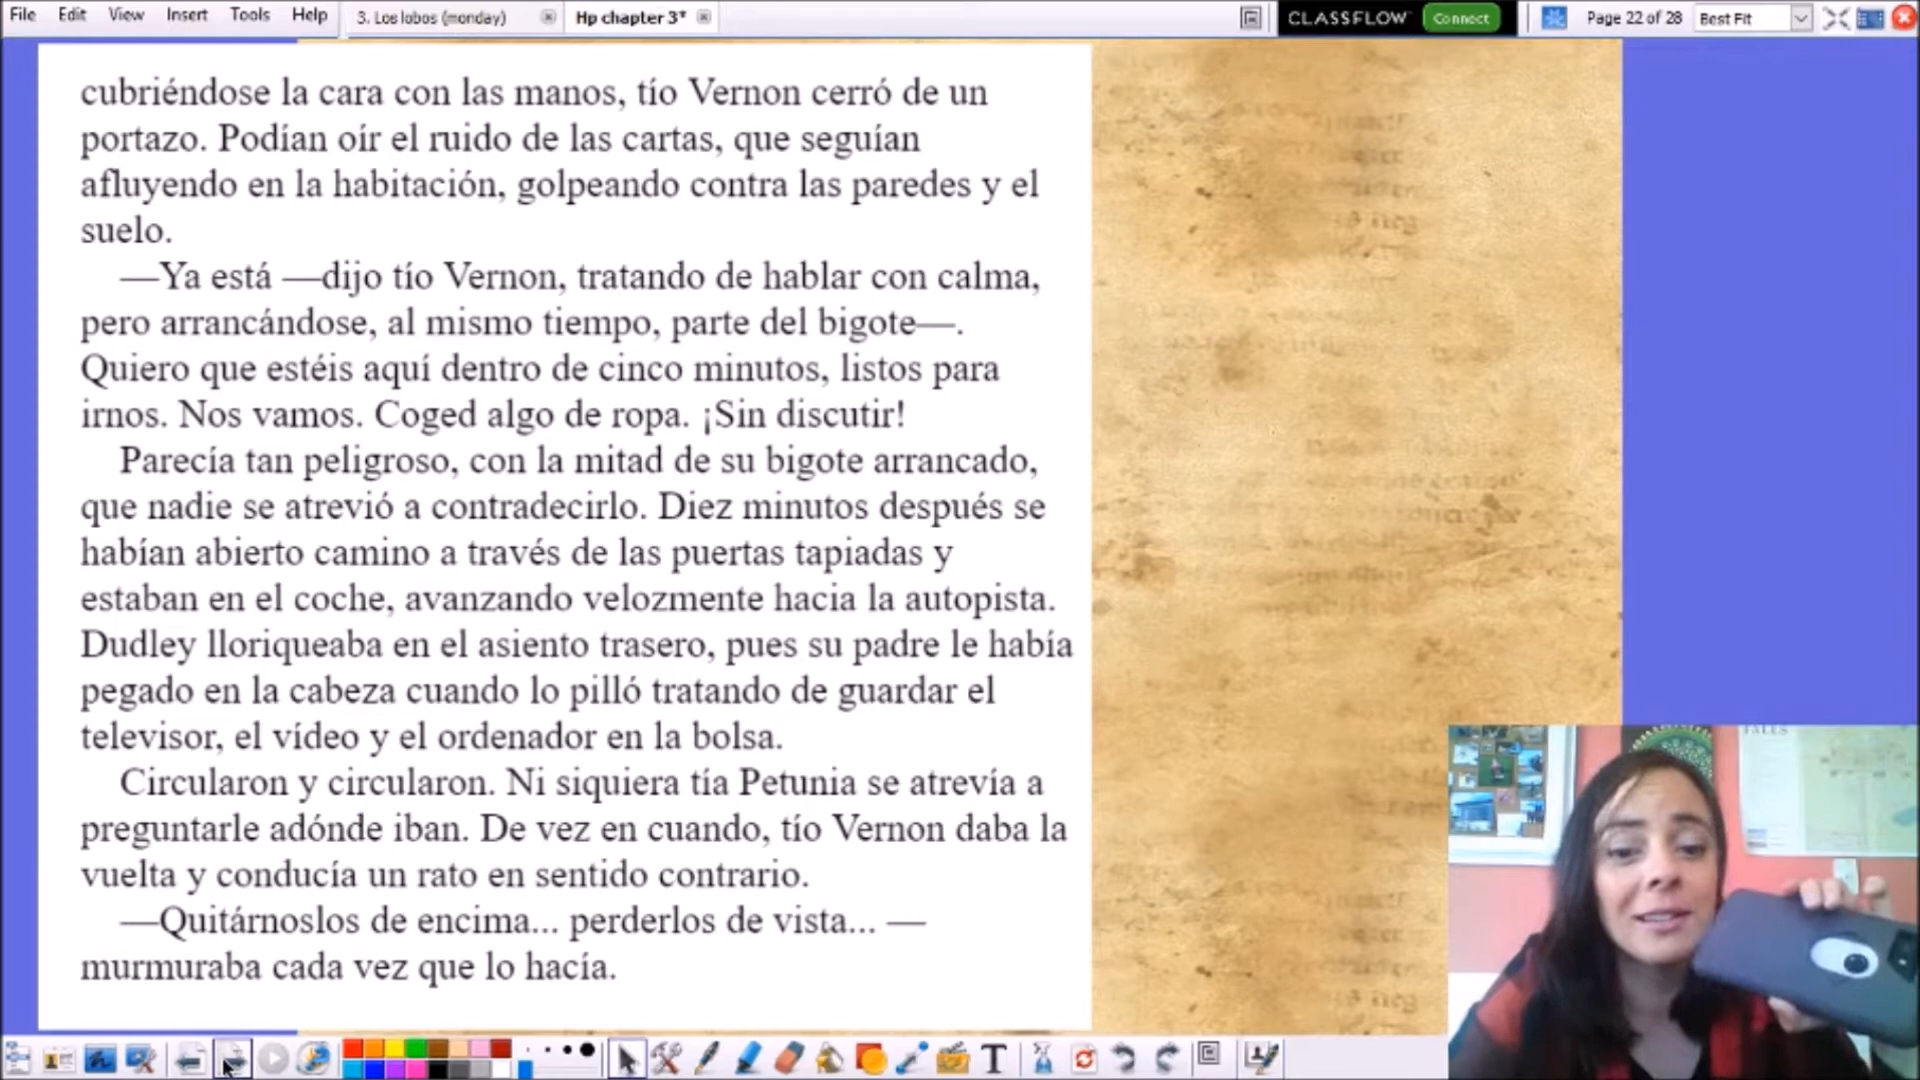 File Edit View Insert Tools Help
3. Los lobos (monday)
Hp chapter 3*
CLASSFLOW
Connect
Page 22 of 28
Best Fit
cubriéndose la cara con las manos, tío Vernon cerró de un
portazo. Podían oír el ruido de las cartas, que seguían
afluyendo en la habitación, golpeando contra las paredes y el
suelo.
—Ya está —dijo tío Vernon, tratando de hablar con calma,
pero arrancándose, al mismo tiempo, parte del bigote—.
Quiero que estéis aquí dentro de cinco minutos, listos para
irnos. Nos vamos. Coged algo de ropa. ¡Sin discutir!
Parecía tan peligroso, con la mitad de su bigote arrancado,
que nadie se atrevió a contradecirlo. Diez minutos después se
habían abierto camino a través de las puertas tapiadas y
estaban en el coche, avanzando velozmente hacia la autopista.
Dudley lloriqueaba en el asiento trasero, pues su padre le había
pegado en la cabeza cuando lo pilló tratando de guardar el
televisor, el vídeo y el ordenador en la bolsa.
Circularon y circularon. Ni siquiera tía Petunia se atrevía a
preguntarle adónde iban. De vez en cuando, tío Vernon daba la
vuelta y conducía un rato en sentido contrario.
—Quitárnoslos de encima... perderlos de vista... —
murmuraba cada vez que lo hacía.